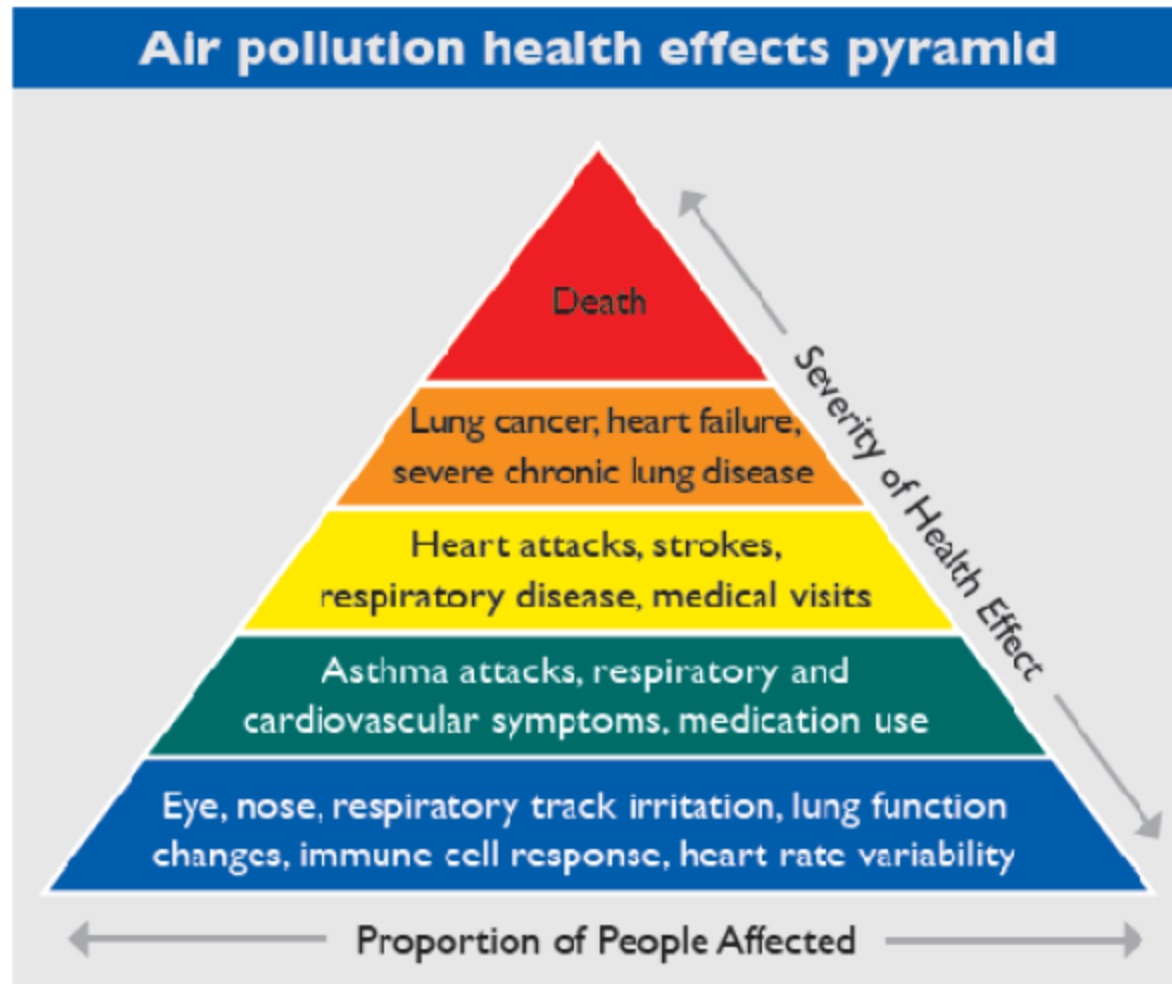 Air pollution health effects pyramid
Death
Lung cancer, heart failure,
severe chronic lung disease
Heart attacks, strokes,
respiratory disease, medical visits
Asthma attacks, respiratory and
cardiovascular symptoms, medication use
Eye, nose, respiratory track irritation, lung function
changes, immune cell response, heart rate variability
Severity of Health Effect
Proportion of People Affected